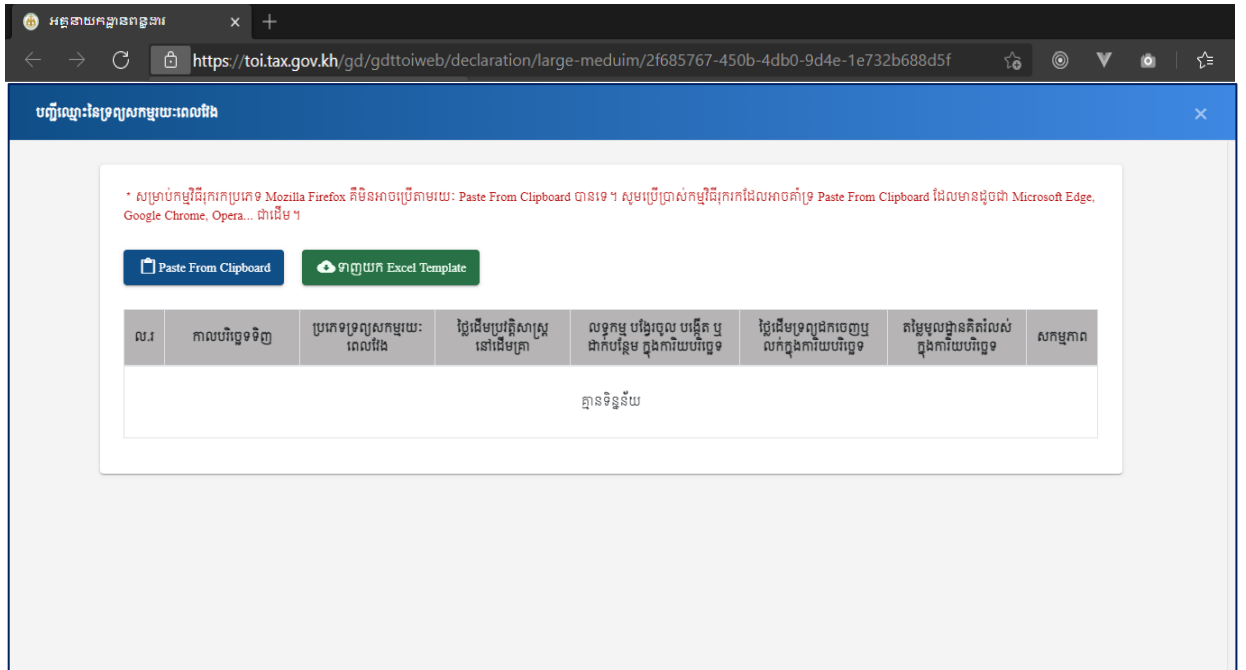 អគ្គនាយកដ្ឋានពន្ធដារ
https://toi.tax.gov.kh/gd/gdttoiweb/declaration/large-meduim/2f685767-450b-4db0-9d4e-1e732b688d5f
បញ្ជីឈ្មោះនៃទ្រព្យសកម្មរយៈពេលវែង
* សម្រាប់កម្មវិធីរុករកប្រភេទ Mozilla Firefox គឺមិនអាចប្រើតាមរយៈ Paste From Clipboard បានទេ។ សូមប្រើប្រាស់កម្មវិធីរុករកដែលអាចគាំទ្រ Paste From Clipboard ដែលមានដូចជា Microsoft Edge,
Google Chrome, Opera... ជាដើម។
Paste From Clipboard ទាញយក Excel Template
ល.រ កាលបរិច្ឆេទទិញ ប្រភេទទ្រព្យសកម្មរយៈ ថ្លៃដើមប្រវត្តិសាស្ត្រ លទ្ធកម្ម បង្វែរចូល បង្កើត ឬ ថ្លៃដើមទ្រព្យដកចេញឬ តម្លៃមូលដ្ឋានគិតរំលស់ សកម្មភាព
ពេលវែង នៅដើមគ្រា ដាក់បន្ថែម ក្នុងការិយបរិច្ឆេទ លក់ក្នុងការិយបរិច្ឆេទ ក្នុងការិយបរិច្ឆេទ
គ្មានទិន្នន័យ